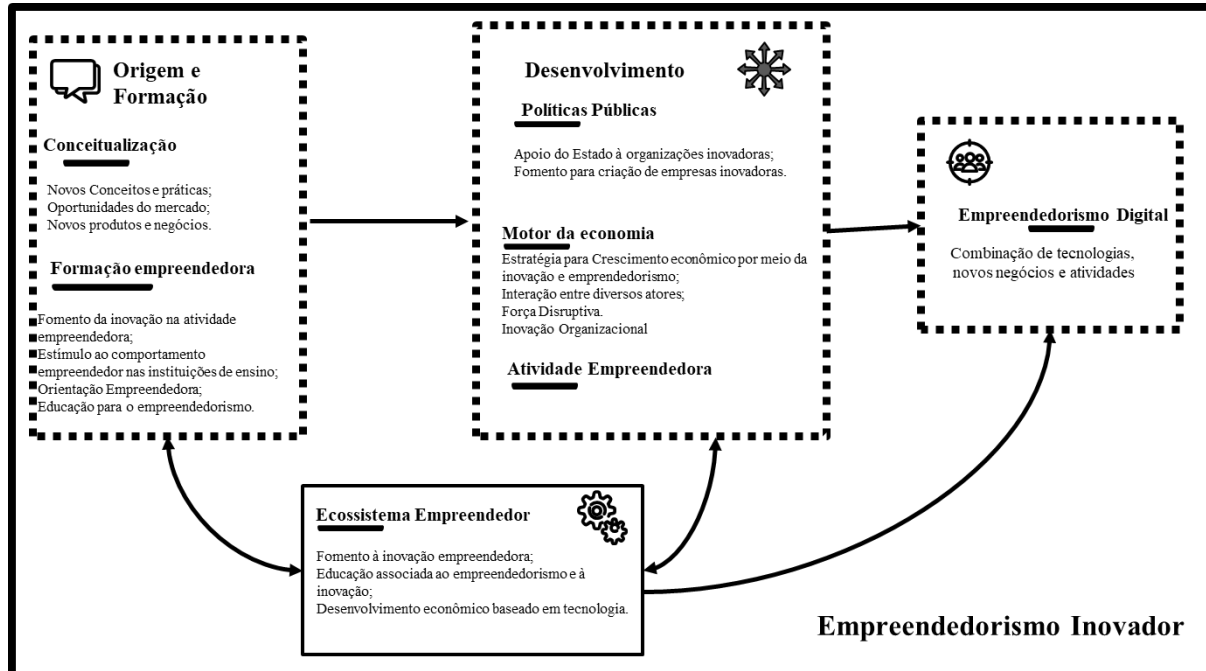 Origem e
Formação
Conceitualização
Novos Conceitos e práticas;
Oportunidades do mercado;
Novos produtos e negócios.
Formação empreendedora
Fomento da inovação na atividade
empreendedora;
Estímulo ao comportamento
empreendedor nas instituições de ensino;
Orientação Empreendedora;
Educação para o empreendedorismo.
Desenvolvimento
Políticas Públicas
Apoio do Estado à organizações inovadoras;
Fomento para criação de empresas inovadoras.
Motor da economia
Estratégia para Crescimento econômico por meio da
inovação e emprendedorismo;
Interação entre diversos atores;
Força Disruptiva.
Inovação Organizacional
Atividade Empreendedora
Empreendedorismo Digital
Combinação de tecnologias,
novos negócios e atividades
Ecossistema Empreendedor
Fomento à inovação empreendedora;
Educação associada ao empreendedorismo e à
inovação;
Desenvolvimento econômico baseado em tecnologia.
Empreendedorismo Inovador